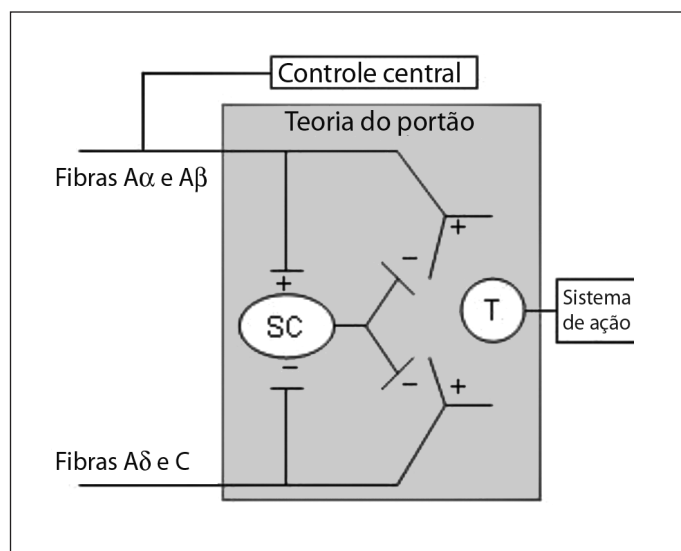 Controle central
Teoria do portão
Fibras Aα e Aβ
+
−
+
SC
T
Sistema
de ação
−
−
+
Fibras Aδ e C